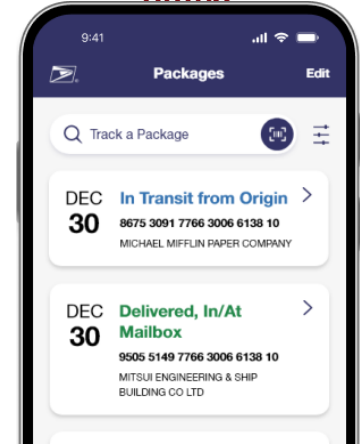 9:41
Packages
Edit
Track a Package
DEC
30
In Transit from Origin
8675 3091 7766 3006 6138 10
MICHAEL MIFFLIN PAPER COMPANY
DEC
30
Delivered, In/At
Mailbox
9505 5149 7766 3006 6138 10
MITSUI ENGINEERING & SHIP
BUILDING CO LTD